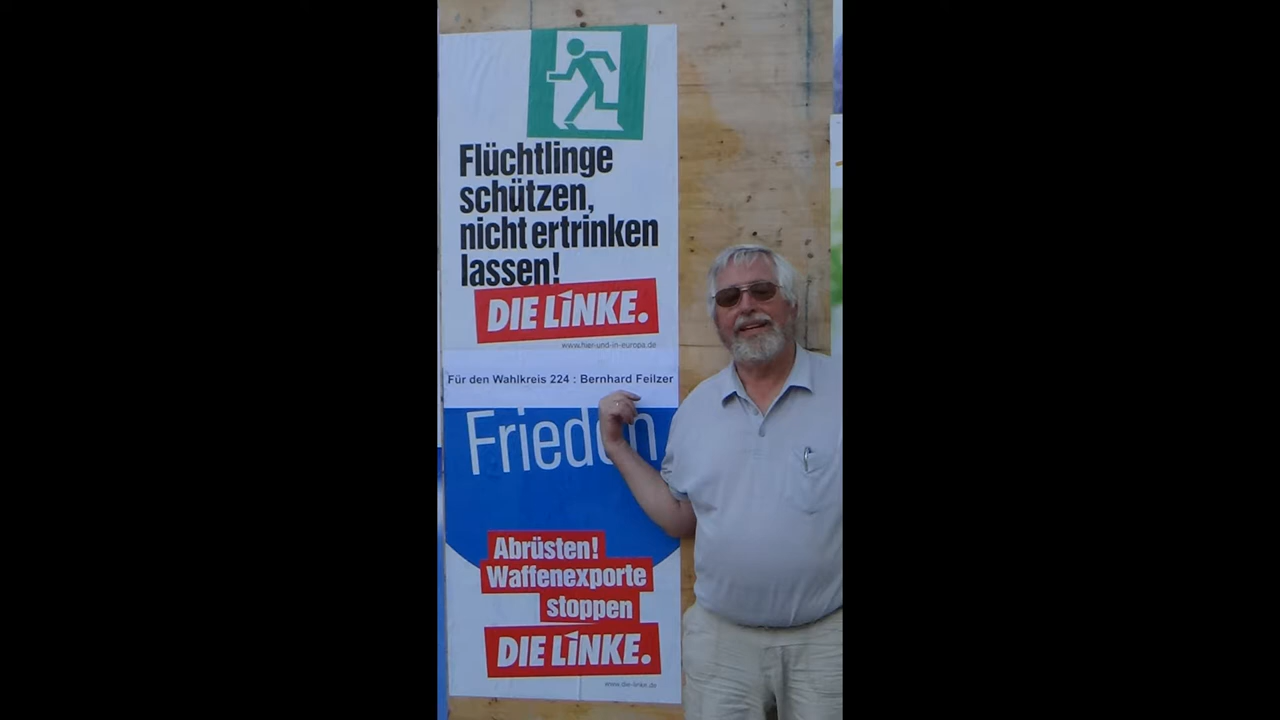 Flüchtlinge
schützen,
nicht ertrinken
lassen!
DIE LINKE.
www.hier-und-in-europa.de
Für den Wahlkreis 224 : Bernhard Feilzer
Frieden
Abrüsten!
Waffenexporte
stoppen
DIE LINKE.
www.die-linke.de